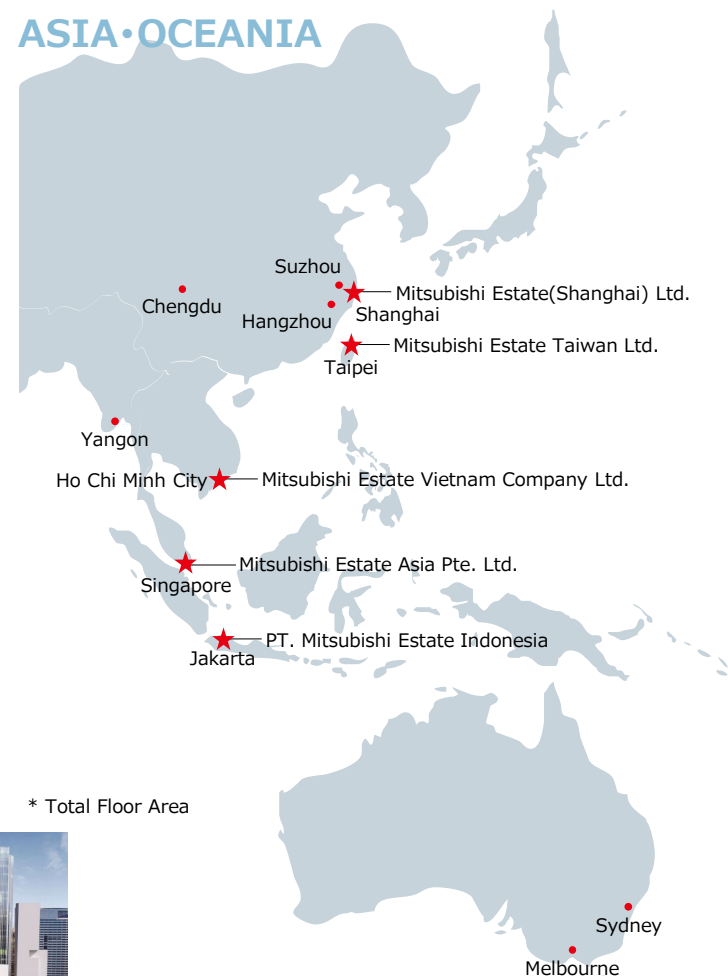 ASIA・OCEANIA
Suzhou
Mitsubishi Estate(Shanghai) Ltd.
Chengdu
Shanghai
Hangzhou
Mitsubishi Estate Taiwan Ltd.
Taipei
Yangon
Ho Chi Minh City
Mitsubishi Estate Vietnam Company Ltd.
Mitsubishi Estate Asia Pte. Ltd.
Singapore
PT. Mitsubishi Estate Indonesia
Jakarta
* Total Floor Area
Sydney
Melbourne